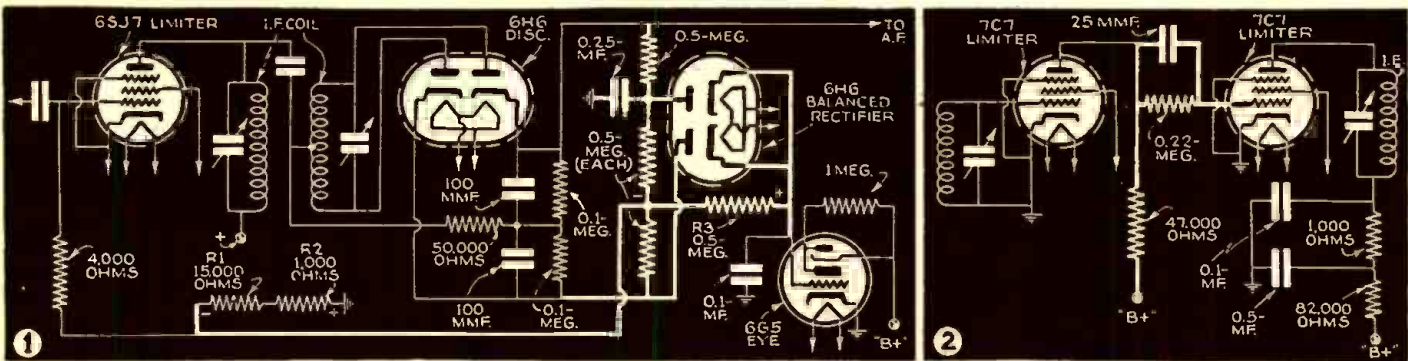 6SJ7 LIMITER
I.F. COIL
6H6
DISC.
0.25-
MF.
0.5-MEG.
TO
A.F.
6H6
BALANCED
RECTIFIER
0.5-
MEG.
(EACH)
1 MEG.
100
MMF.
50,000
OHMS
100
MMF.
0.1-
MEG.
0.1-
MEG.
R3
0.5-
MEG.
0.1-
MF.
6G5
EYE
"B+"
4,000
OHMS
R1
15,000
OHMS
R2
1,000
OHMS
+
-
+
-
+
1
7C7
LIMITER
25 MMF.
7C7
LIMITER
I.F.
0.22-
MEG.
47,000
OHMS
"B+"
0.1-
MF.
0.5-
MF.
1,000
OHMS
82,000
OHMS
"B+"
2